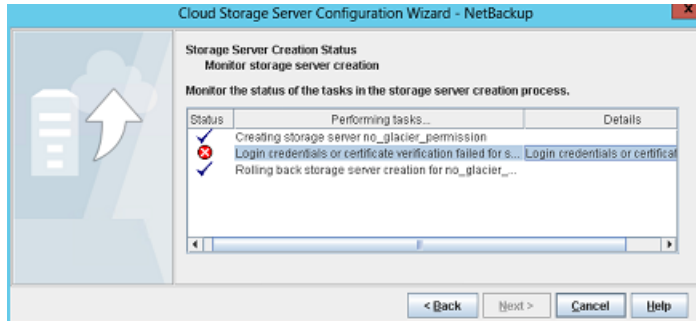 Cloud Storage Server Configuration Wizard - NetBackup
x
Storage Server Creation Status
Monitor storage server creation
Monitor the status of the tasks in the storage server creation process.
Status Performing tasks... Details
Creating storage server no_glacier_permission
Login credentials or certificate verification failed for s... Login credentials or certificat
Rolling back storage server creation for no_glacier_...
< Back Next > Cancel Help